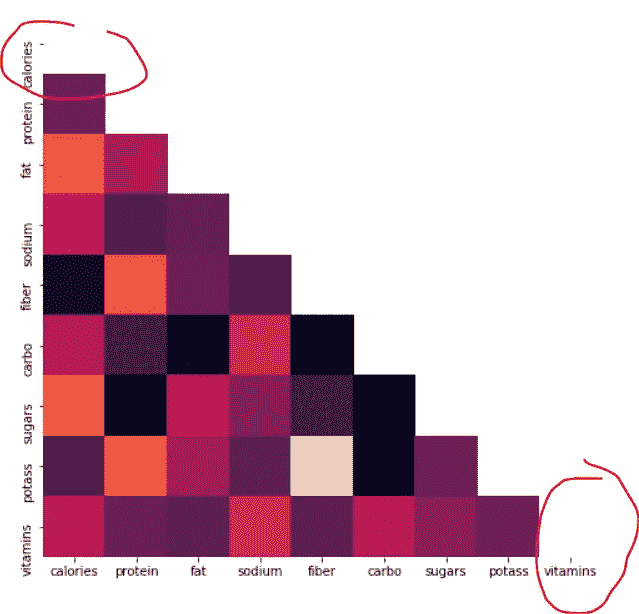 calories
protein
fat
sodium
fiber
carbo
sugars
potass
vitamins
calories protein fat sodium fiber carbo sugars potass vitamins